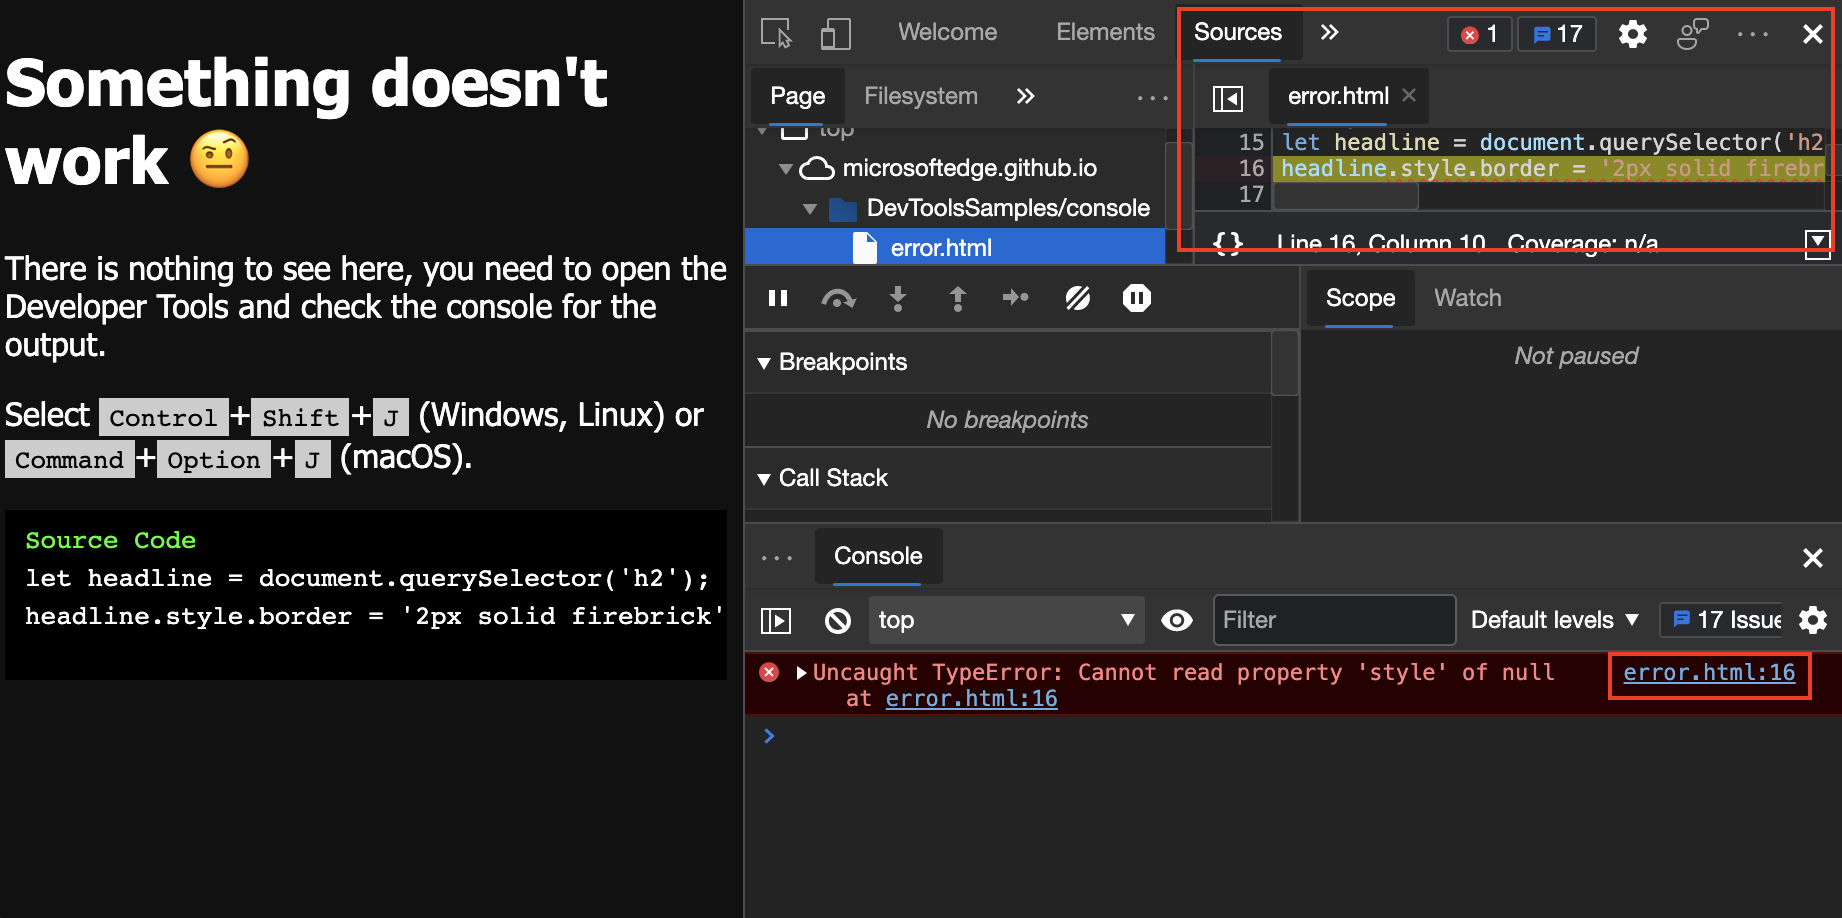 Something doesn't
work 🤨
There is nothing to see here, you need to open the
Developer Tools and check the console for the
output.
Select Control+Shift+J (Windows, Linux) or
Command+Option+J (macOS).
Source Code
let headline = document.querySelector('h2');
headline.style.border = '2px solid firebrick'
Welcome Elements Sources » 1 17
Page Filesystem »
top
microsoftedge.github.io
DevToolsSamples/console
error.html
error.html
15 let headline = document.querySelector('h2
16 headline.style.border = '2px solid firebr
17
{} Line 16, Column 10 Coverage: n/a
Scope Watch
Not paused
Breakpoints
No breakpoints
Call Stack
Console
top Filter Default levels 17 Issue
Uncaught TypeError: Cannot read property 'style' of null error.html:16
at error.html:16